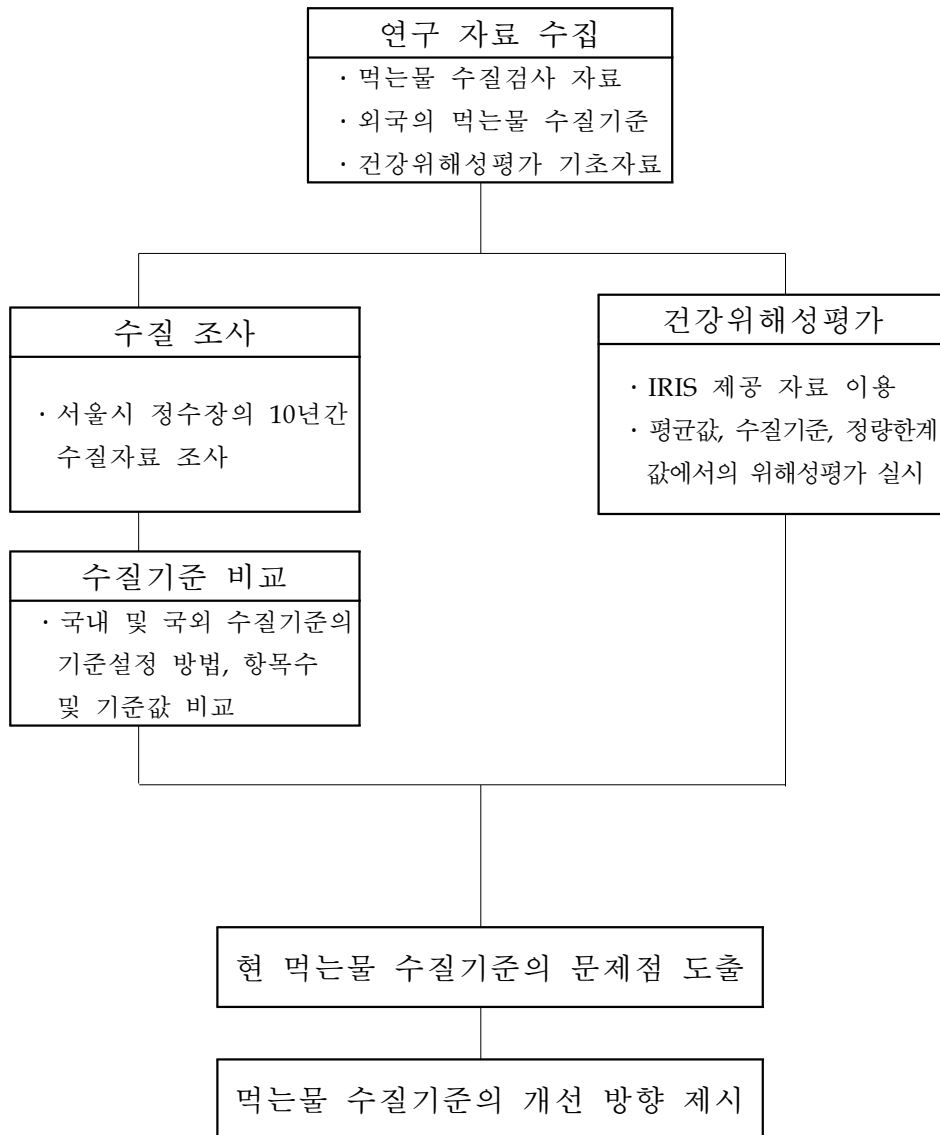 연구 자료 수집
· 먹는물 수질검사 자료
· 외국의 먹는물 수질기준
· 건강위해성평가 기초자료
수질 조사
· 서울시 정수장의 10년간
수질자료 조사
수질기준 비교
· 국내 및 국외 수질기준의
기준설정 방법, 항목수
및 기준값 비교
건강위해성평가
· IRIS 제공 자료 이용
· 평균값, 수질기준, 정량한계
값에서의 위해성평가 실시
현 먹는물 수질기준의 문제점 도출
먹는물 수질기준의 개선 방향 제시